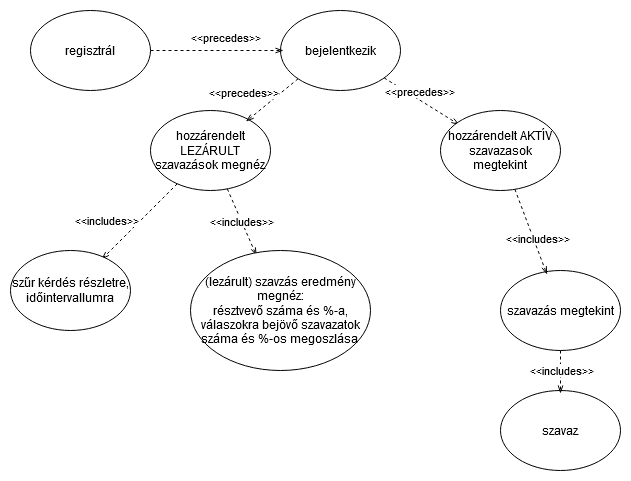 regisztrál
<<precedes>>
bejelentkezik
<<precedes>>
<<precedes>>
hozzárendelt
LEZÁRULT
szavazások megnéz
hozzárendelt AKTÍV
szavazasok
megtekint
<<includes>>
<<includes>>
<<includes>>
szűr kérdés részletre,
időintervallumra
(lezárult) szavzás eredmény
megnéz:
résztvevő száma és %-a,
válaszokra bejövő szavazatok
száma és %-os megoszlása
szavazás megtekint
<<includes>>
szavaz